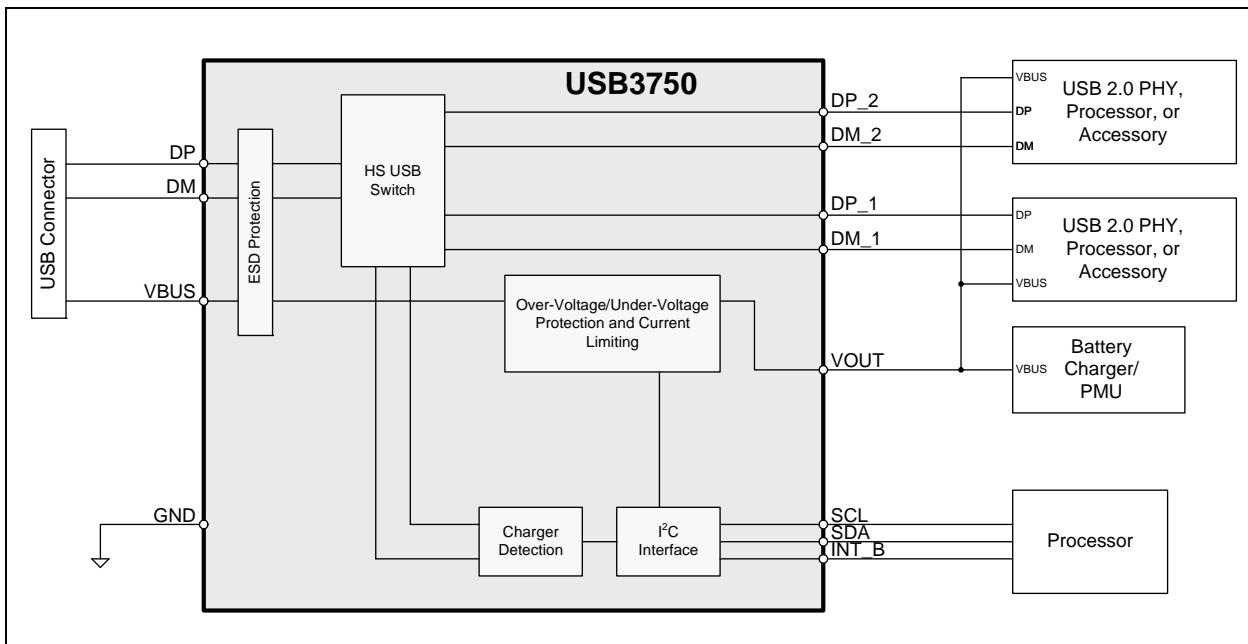 USB3750
USB Connector
DP
DM
VBUS
GND
ESD Protection
HS USB
Switch
Over-Voltage/Under-Voltage
Protection and Current
Limiting
Charger
Detection
I²C
Interface
DP_2
DM_2
DP_1
DM_1
VOUT
SCL
SDA
INT_B
VBUS
DP
DM
USB 2.0 PHY,
Processor, or
Accessory
DP
DM
VBUS
USB 2.0 PHY,
Processor, or
Accessory
VBUS
Battery
Charger/
PMU
Processor